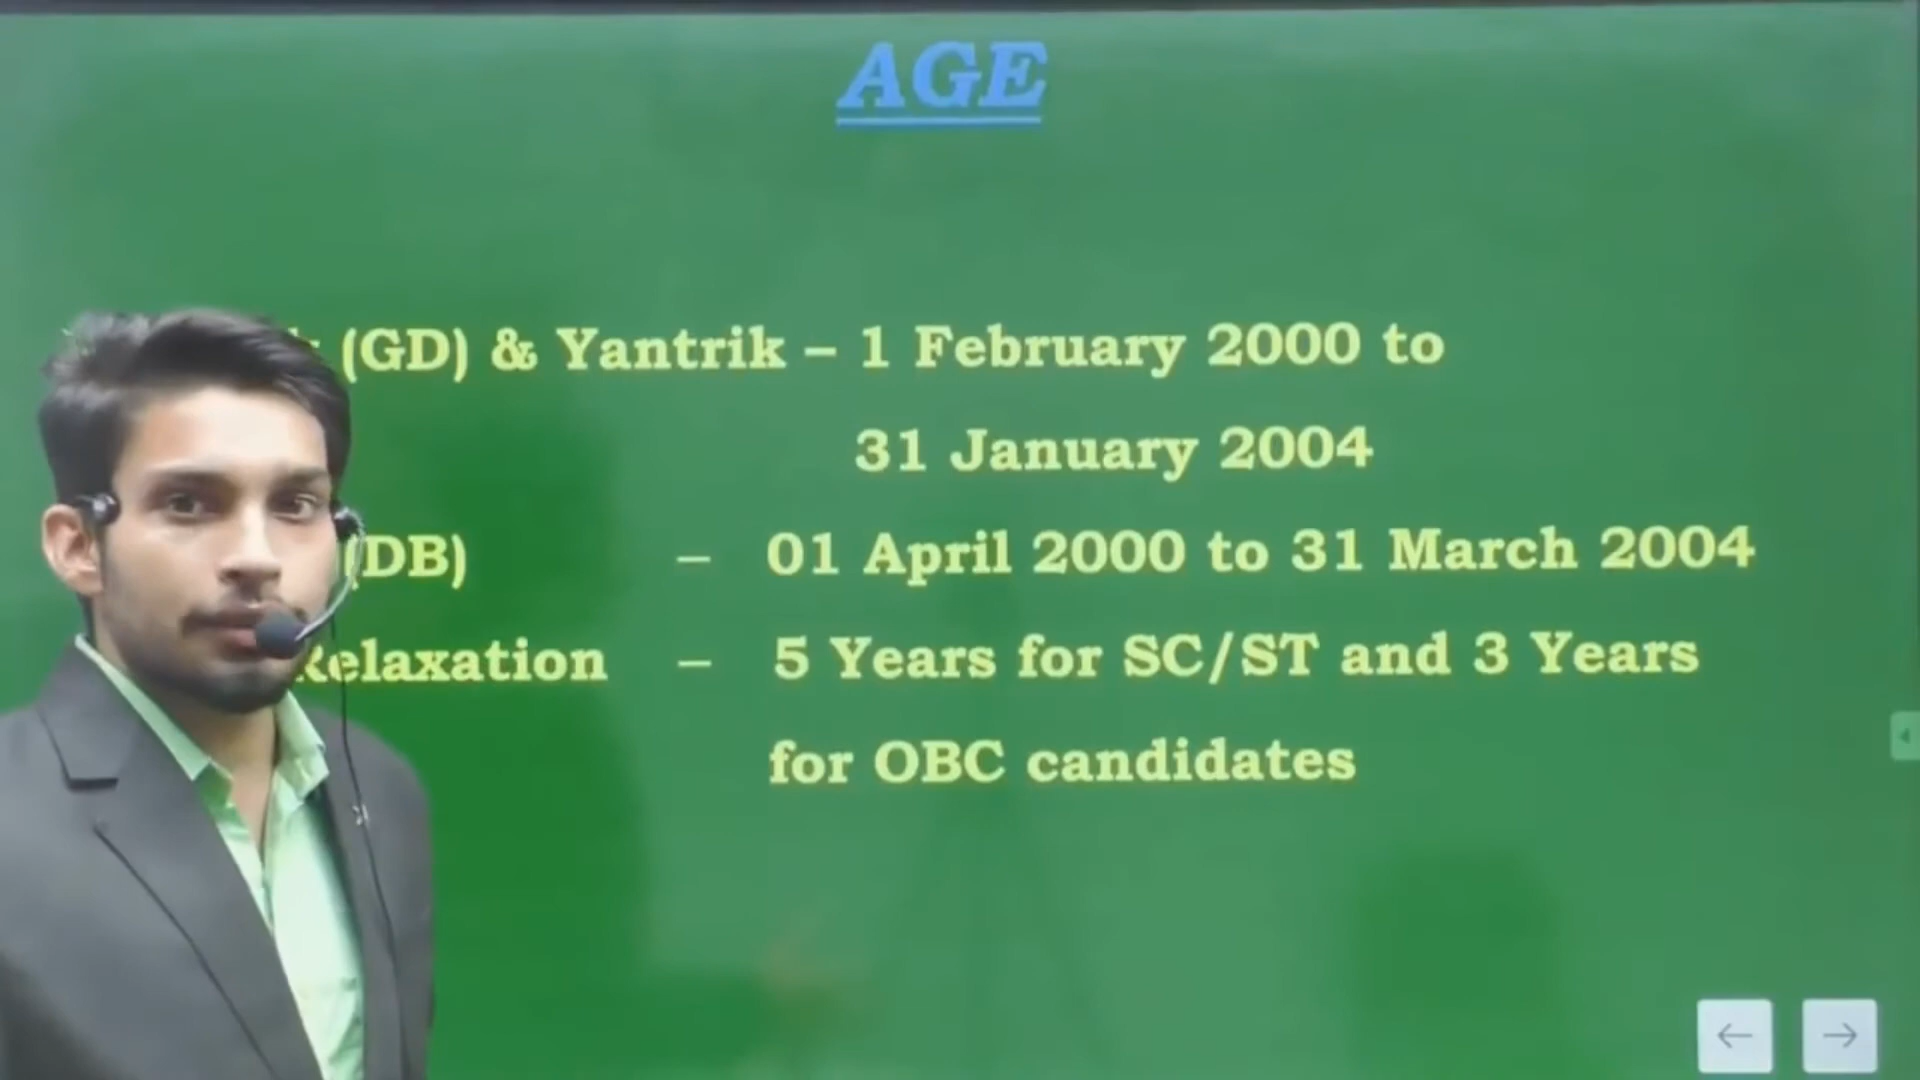 AGE
(GD) & Yantrik – 1 February 2000 to
31 January 2004
(DB) – 01 April 2000 to 31 March 2004
Relaxation – 5 Years for SC/ST and 3 Years
for OBC candidates